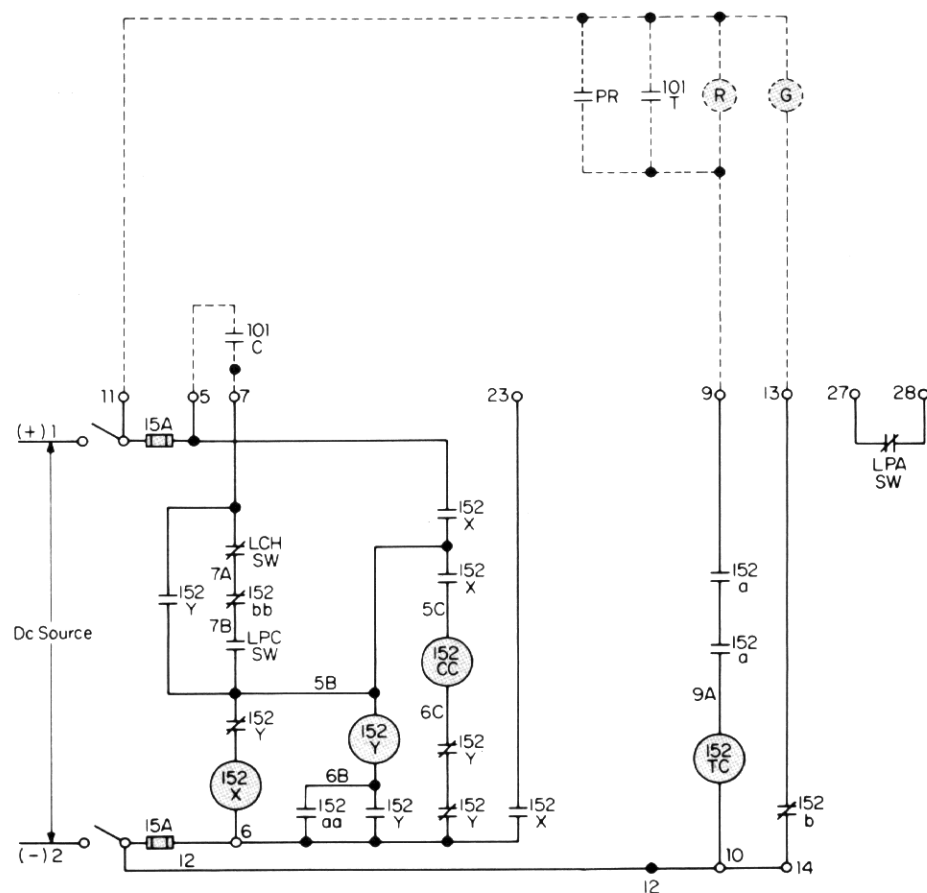 PR
101
T
R
G
101
C
11
5
7
23
9
13
27
28
(+) 1
15A
LPA
SW
152
X
LCH
SW
7A
152
X
152
a
152
Y
152
bb
5C
7B
LPC
SW
Dc Source
152
CC
152
a
5B
9A
152
Y
152
Y
6C
152
Y
152
TC
152
X
6B
152
aa
152
Y
152
Y
152
X
152
b
15A
6
(-) 2
12
10
14
12